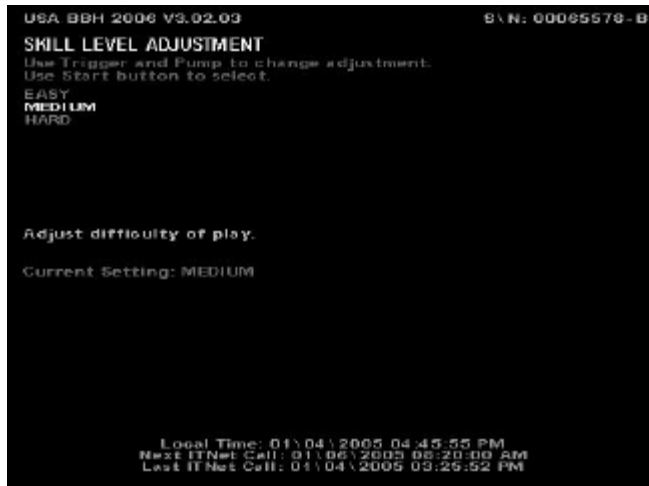 USA BBH 2006 V3.02.03 S\N: 00065578-B
SKILL LEVEL ADJUSTMENT
Use Trigger and Pump to change adjustment.
Use Start button to select.
EASY
MEDIUM
HARD
Adjust difficulty of play.
Current Setting: MEDIUM
Local Time: 01\04\2005 04:45:55 PM
Next ITNet Call: 01\06\2005 08:20:00 AM
Last ITNet Call: 01\04\2005 03:25:52 PM